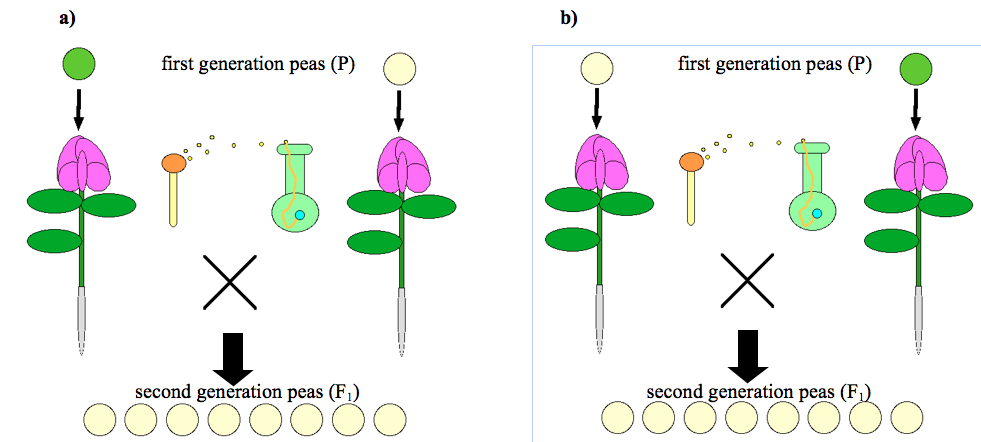 a)
first generation peas (P)
second generation peas (F₁)
b)
first generation peas (P)
second generation peas (F₁)